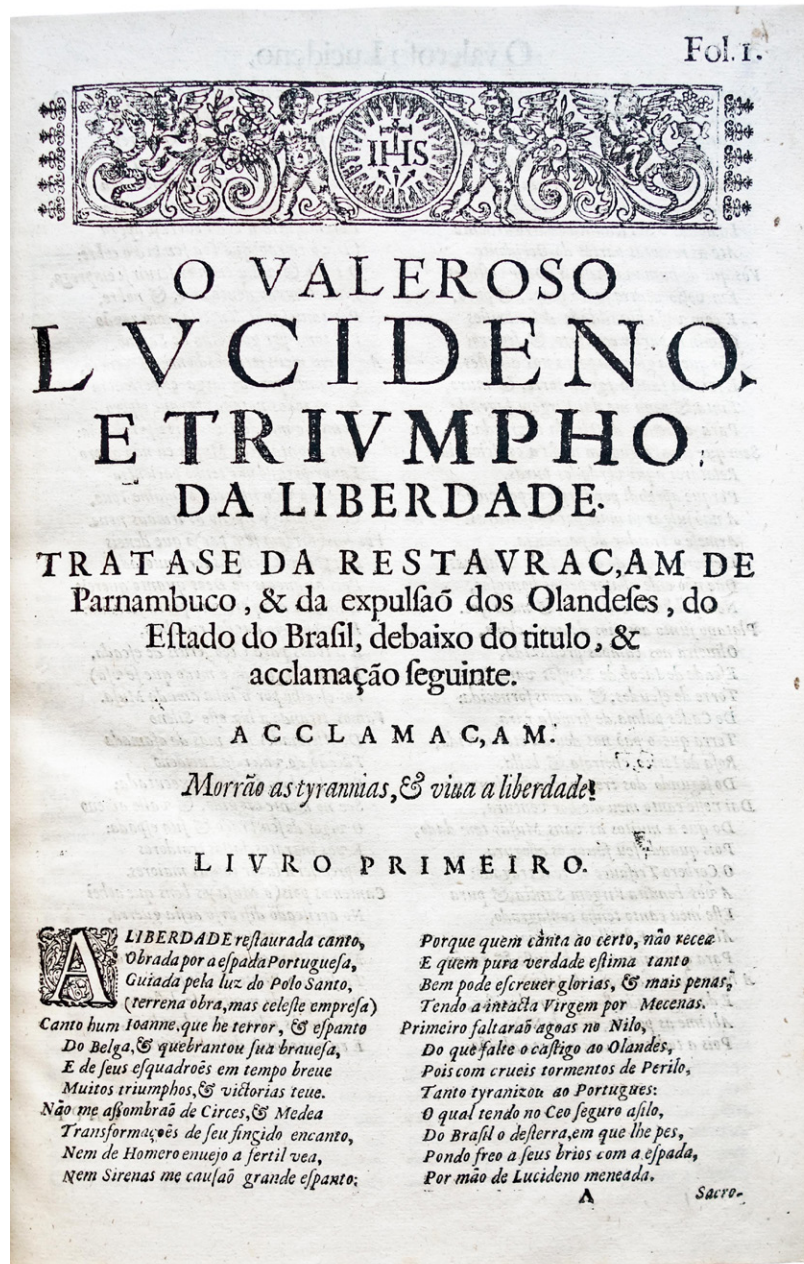 Fol. 1.
IHS
O VALEROSO
LVCIDENO,
E TRIVMPHO
DA LIBERDADE.
TRATASE DA RESTAVRAC,AM DE
Parnambuco, & da expulsaõ dos Olandeses, do
Eſtado do Braſil, debaixo do titulo, &
acclamação ſeguinte.
ACCLAMAC,AM.
Morrão as tyrannias, & viua a liberdade!
LIVRO PRIMEIRO.
A LIBERDADE reſtaurada canto,
Obrada por a eſpada Portugueſa,
Guiada pela luz do Polo Santo,
(terrena obra, mas celeſte empreſa)
Canto hum Ioanne, que he terror, & eſpanto
Do Belga, & quebrantou ſua braueſa,
E de ſeus eſquadroẽs em tempo breue
Muitos triumphos, & victorias teue.
Não me aſſombraõ de Circes, & Medea
Transformaçoẽs de ſeu fingido encanto,
Nem de Homero enuejo a fertil vea,
Nem Sirenas me cauſaõ grande eſpanto;
Porque quem cánta ao certo, não recea
E quem pura verdade eſtima tanto
Bem pode eſcreuer glorias, & mais penas,
Tendo a intacta Virgem por Mecenas.
Primeiro faltaraõ agoas no Nilo,
Do que falte o caſtigo ao Olandés,
Pois com crueis tormentos de Perilo,
Tanto tyranizou ao Portugues:
O qual tendo no Ceo ſeguro aſilo,
Do Braſil o deſterra, em que lhe pes,
Pondo freo a ſeus brios com a eſpada,
Por mão de Lucideno meneada.
A
Sacro-